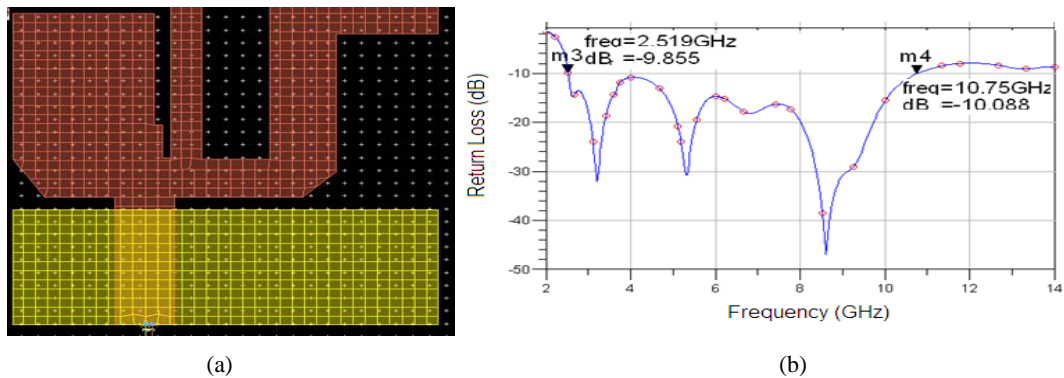 freq=2.519GHz
m3
dB = -9.855
m4
freq=10.75GHz
dB =-10.088
Return Loss (dB)
-10
-20
-30
-40
-50
2
4
6
8
10
12
14
Frequency (GHz)
(a)
(b)